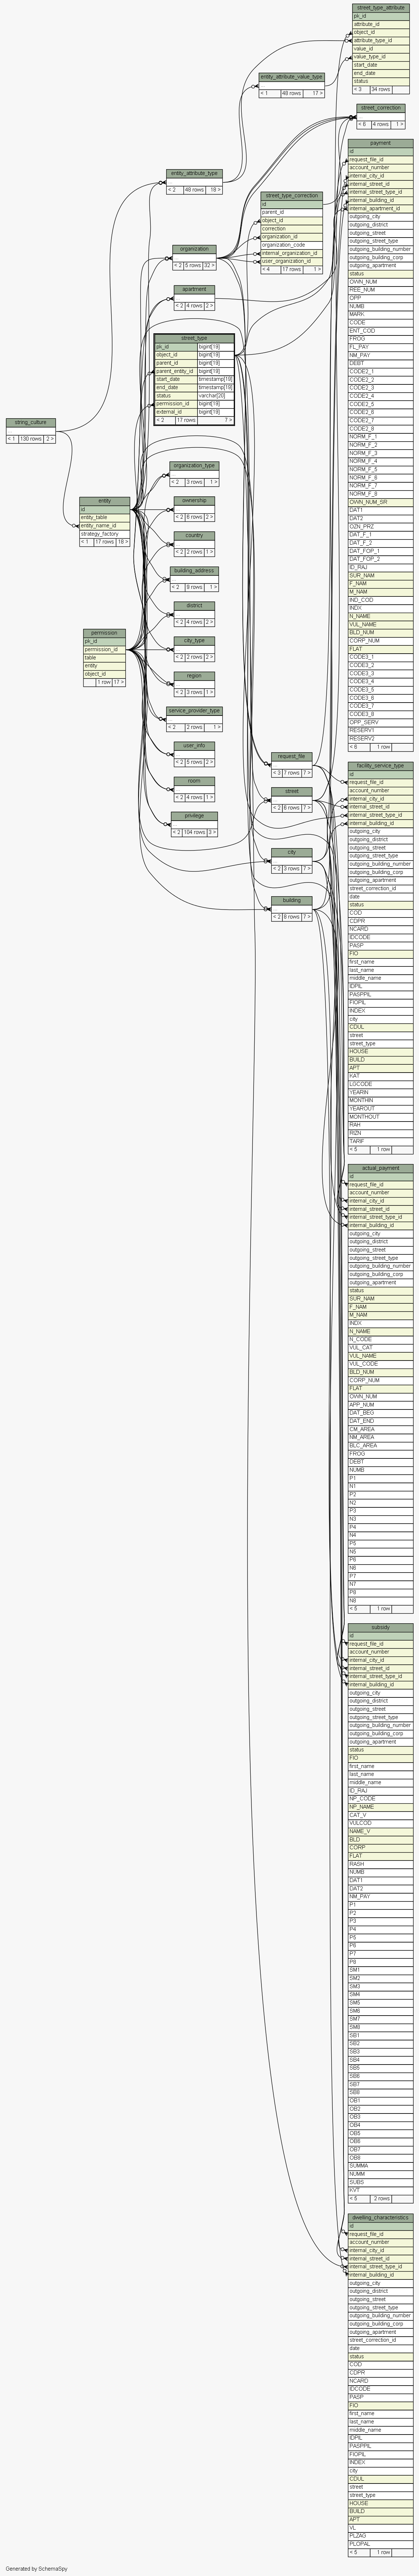 street_type_attribute
pk_id
attribute_id
object_id
attribute_type_id
value_id
value_type_id
start_date
end_date
status
< 3 34 rows
entity_attribute_value_type
...
< 1 48 rows 17 >
street_correction
...
< 8 4 rows 1 >
entity_attribute_type
...
< 2 48 rows 18 >
street_type_correction
id
parent_id
object_id
correction
organization_id
organization_code
internal_organization_id
user_organization_id
< 4 17 rows 1 >
organization
...
< 2 5 rows 32 >
apartment
...
< 2 4 rows 2 >
street_type
pk_id bigint[19]
object_id bigint[19]
parent_id bigint[19]
parent_entity_id bigint[19]
start_date timestamp[19]
end_date timestamp[19]
status varchar[20]
permission_id bigint[19]
external_id bigint[19]
< 2 17 rows 7 >
string_culture
...
< 1 130 rows 2 >
entity
id
entity_table
entity_name_id
strategy_factory
< 1 17 rows 18 >
permission
pk_id
permission_id
table
entity
object_id
1 row 17 >
organization_type
...
< 2 3 rows 1 >
ownership
...
< 2 6 rows 2 >
country
...
< 2 2 rows 1 >
building_address
...
< 2 9 rows 1 >
district
...
< 2 4 rows 2 >
city_type
...
< 2 2 rows 2 >
region
...
< 2 3 rows 1 >
service_provider_type
...
< 2 2 rows 1 >
user_info
...
< 2 5 rows 2 >
room
...
< 2 4 rows 1 >
privilege
...
< 2 104 rows 3 >
request_file
...
< 3 7 rows 7 >
street
...
< 2 6 rows 7 >
city
...
< 2 3 rows 7 >
building
...
< 2 8 rows 7 >
payment
id
request_file_id
account_number
internal_city_id
internal_street_id
internal_street_type_id
internal_building_id
internal_apartment_id
outgoing_city
outgoing_district
outgoing_street
outgoing_street_type
outgoing_building_number
outgoing_building_corp
outgoing_apartment
status
OWN_NUM
REE_NUM
OPP
NUMB
MARK
CODE
ENT_COD
FROG
FL_PAY
NM_PAY
DEBT
CODE2_1
CODE2_2
CODE2_3
CODE2_4
CODE2_5
CODE2_6
CODE2_7
CODE2_8
NORM_F_1
NORM_F_2
NORM_F_3
NORM_F_4
NORM_F_5
NORM_F_6
NORM_F_7
NORM_F_8
OWN_NUM_SR
DAT1
DAT2
OZN_PRZ
DAT_F_1
DAT_F_2
DAT_FOP_1
DAT_FOP_2
ID_RAJ
SUR_NAM
F_NAM
M_NAM
IND_COD
INDX
N_NAME
VUL_NAME
BLD_NUM
CORP_NUM
FLAT
CODE3_1
CODE3_2
CODE3_3
CODE3_4
CODE3_5
CODE3_6
CODE3_7
CODE3_8
OPP_SERV
RESERV1
RESERV2
< 6 1 row
facility_service_type
id
request_file_id
account_number
internal_city_id
internal_street_id
internal_street_type_id
internal_building_id
outgoing_city
outgoing_district
outgoing_street
outgoing_street_type
outgoing_building_number
outgoing_building_corp
outgoing_apartment
street_correction_id
date
status
COD
CDPR
NCARD
IDCODE
PASP
FIO
first_name
last_name
middle_name
IDPIL
PASPPIL
FIOPIL
INDEX
city
CDUL
street
street_type
HOUSE
BUILD
APT
KAT
LGCODE
YEARIN
MONTHIN
YEAROUT
MONTHOUT
RAH
RIZN
TARIF
< 5 1 row
actual_payment
id
request_file_id
account_number
internal_city_id
internal_street_id
internal_street_type_id
internal_building_id
outgoing_city
outgoing_district
outgoing_street
outgoing_street_type
outgoing_building_number
outgoing_building_corp
outgoing_apartment
status
SUR_NAM
F_NAM
M_NAM
INDX
N_NAME
N_CODE
VUL_CAT
VUL_NAME
VUL_CODE
BLD_NUM
CORP_NUM
FLAT
OWN_NUM
APP_NUM
DAT_BEG
DAT_END
CM_AREA
NM_AREA
BLC_AREA
FROG
DEBT
NUMB
P1
N1
P2
N2
P3
N3
P4
N4
P5
N5
P6
N6
P7
N7
P8
N8
< 5 1 row
subsidy
id
request_file_id
account_number
internal_city_id
internal_street_id
internal_street_type_id
internal_building_id
outgoing_city
outgoing_district
outgoing_street
outgoing_street_type
outgoing_building_number
outgoing_building_corp
outgoing_apartment
status
FIO
first_name
last_name
middle_name
ID_RAJ
NP_CODE
NP_NAME
CAT_V
VULCOD
NAME_V
BLD
CORP
FLAT
RASH
NUMB
DAT1
DAT2
NM_PAY
P1
P2
P3
P4
P5
P6
P7
P8
SM1
SM2
SM3
SM4
SM5
SM6
SM7
SM8
SB1
SB2
SB3
SB4
SB5
SB6
SB7
SB8
OB1
OB2
OB3
OB4
OB5
OB6
OB7
OB8
SUMMA
NUMM
SUBS
KVT
< 5 2 rows
dwelling_characteristics
id
request_file_id
account_number
internal_city_id
internal_street_id
internal_street_type_id
internal_building_id
outgoing_city
outgoing_district
outgoing_street
outgoing_street_type
outgoing_building_number
outgoing_building_corp
outgoing_apartment
street_correction_id
date
status
COD
CDPR
NCARD
IDCODE
PASP
FIO
first_name
last_name
middle_name
IDPIL
PASPPIL
FIOPIL
INDEX
city
CDUL
street
street_type
HOUSE
BUILD
APT
VL
PLZAG
PLOPAL
< 5 1 row
Generated by SchemaSpy